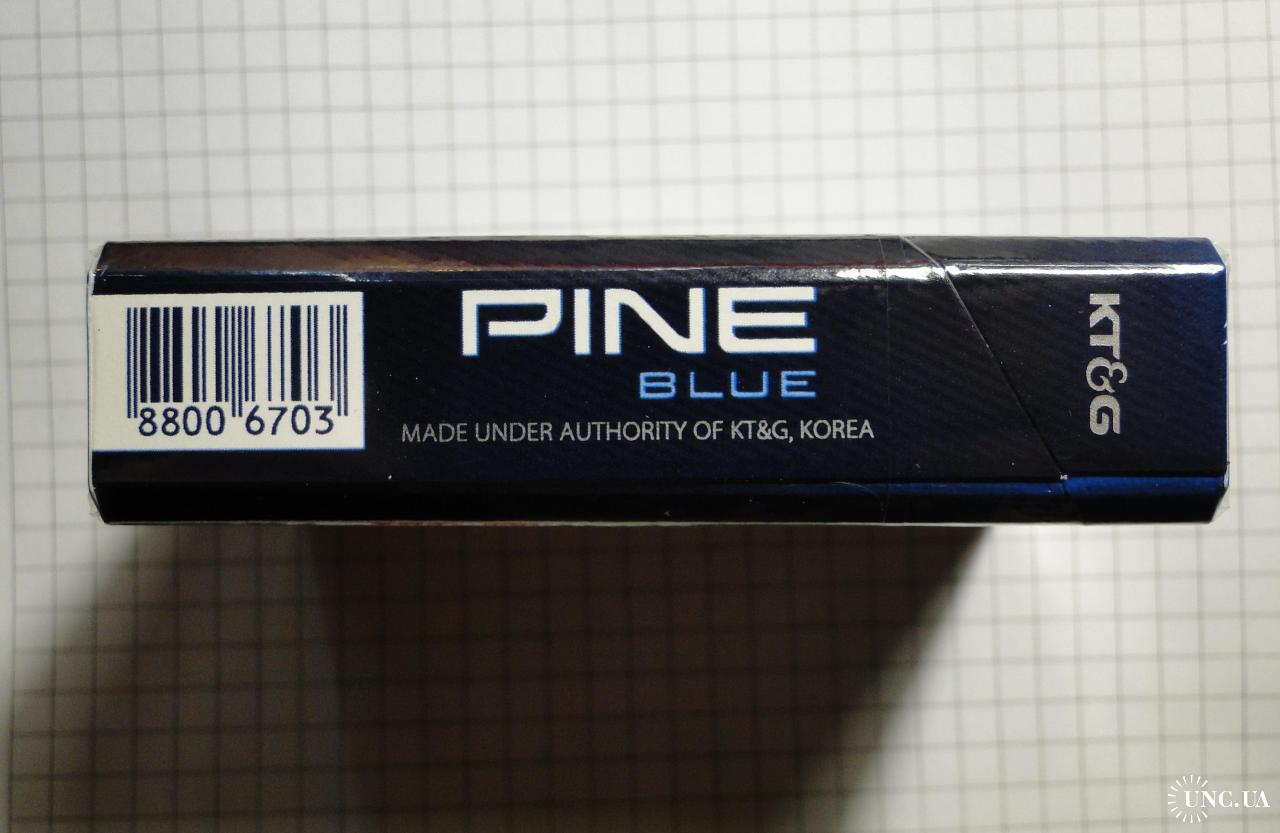 PINE
BLUE
MADE UNDER AUTHORITY OF KT&G, KOREA
8800 6703
KT&G
UNC.UA